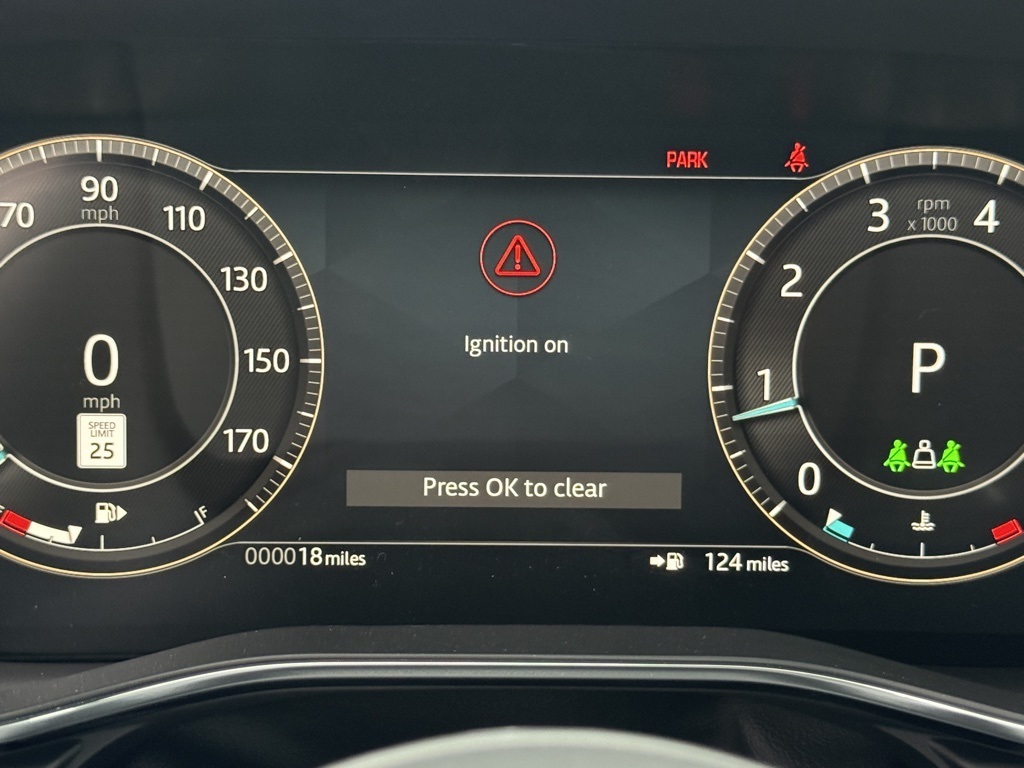 PARK
90
mph
70
110
130
150
170
0
mph
SPEED
LIMIT
25
F
Ignition on
Press OK to clear
rpm
x 1000
3
4
2
1
0
P
000018 miles
124 miles